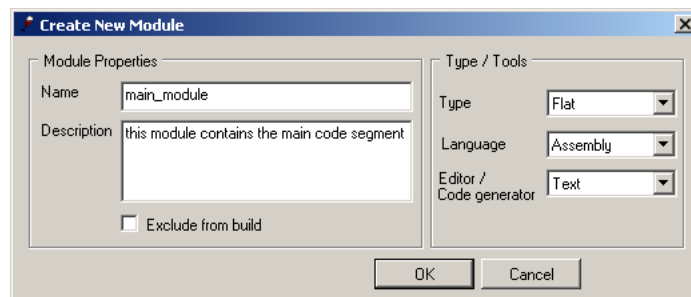 Create New Module
Module Properties
Name
main_module
Description
this module contains the main code segment
Exclude from build
Type / Tools
Type
Flat
Language
Assembly
Editor /
Code generator
Text
OK
Cancel